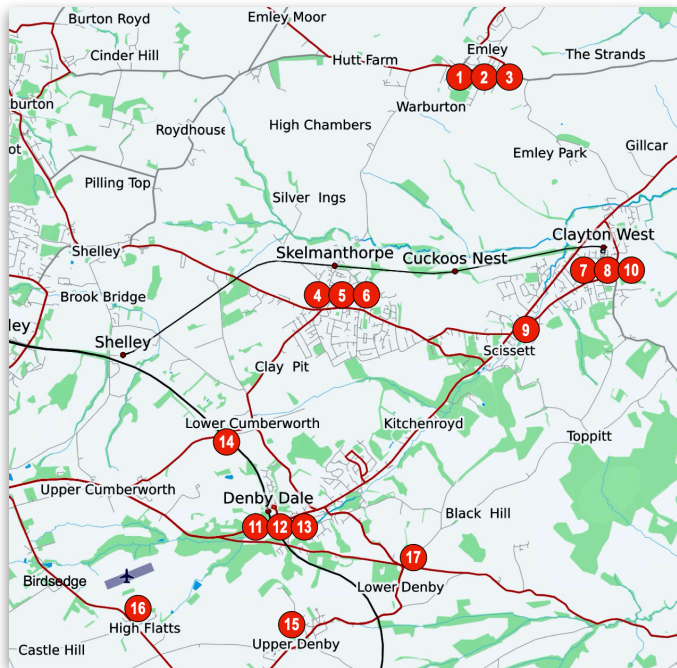 Burton Royd
Emley Moor
Cinder Hill
Emley
Hutt Farm
The Strands
1 2 3
burton
Warburton
Roydhouse
High Chambers
ot
Emley Park
Gillcar
Pilling Top
Silver Ings
Clayton West
Shelley
Skelmanthorpe
Cuckoos Nest
7 8 10
Brook Bridge
4 5 6
ley
9
Shelley
Scissett
Clay Pit
Lower Cumberworth
Kitchenroyd
14
Toppitt
Upper Cumberworth
Denby Dale
Black Hill
11 12 13
17
Birdsedge
Lower Denby
16
15
High Flatts
Upper Denby
Castle Hill